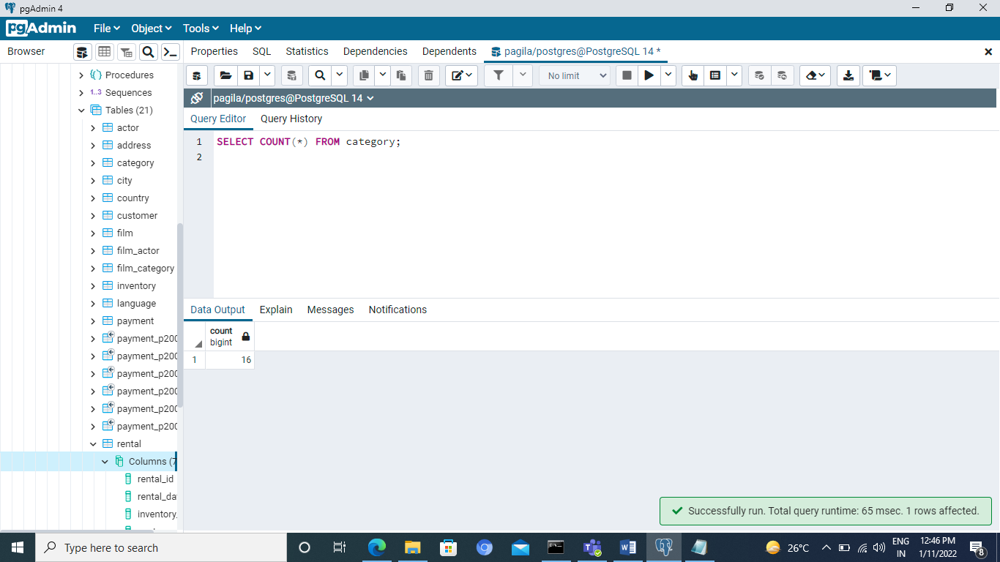 pgAdmin 4
pgAdmin File Object Tools Help
Browser
Properties SQL Statistics Dependencies Dependents pagila/postgres@PostgreSQL 14 *
No limit
pagila/postgres@PostgreSQL 14
Query Editor Query History
1 SELECT COUNT(*) FROM category;
2
Procedures
1..3 Sequences
Tables (21)
actor
address
category
city
country
customer
film
film_actor
film_category
inventory
language
payment
payment_p200
payment_p200
payment_p200
payment_p200
payment_p200
payment_p200
rental
Columns (7
rental_id
rental_da
inventory_
Data Output Explain Messages Notifications
count
bigint
1 16
Successfully run. Total query runtime: 65 msec. 1 rows affected.
Type here to search
26°C
ENG
IN
12:46 PM
1/11/2022
8